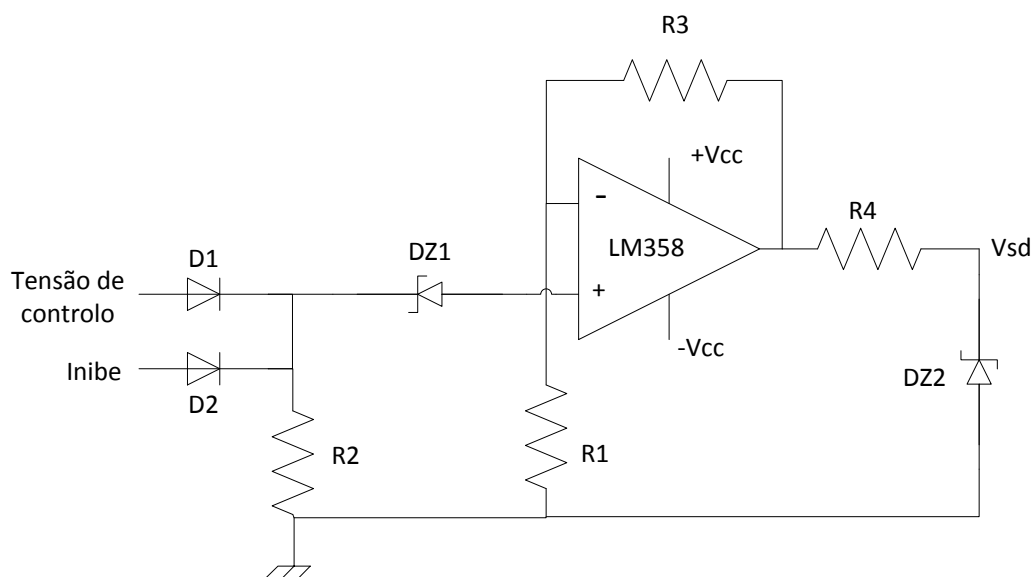 R3
+Vcc
-
LM358
R4
Vsd
D1
DZ1
Tensão de
controlo
+
-Vcc
Inibe
D2
DZ2
R2
R1